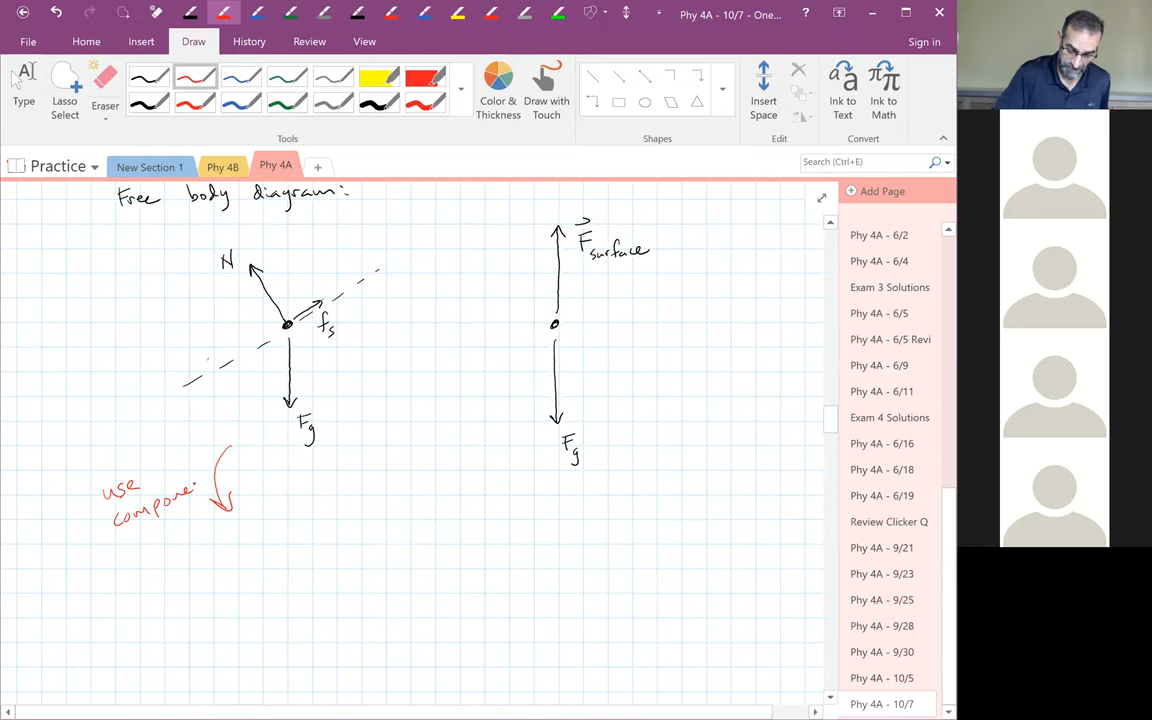 Phy 4A - 10/7 - One...
?
File
Home
Insert
Draw
History
Review
View
Sign in
Type
Lasso
Select
Eraser
Color &
Thickness
Draw with
Touch
Insert
Space
Ink to
Text
Ink to
Math
Tools
Shapes
Edit
Convert
Practice
New Section 1
Phy 4B
Phy 4A
Search (Ctrl+E)
Add Page
Free body diagram:
N
fs
Fg
F surface
Fg
use
compone
Phy 4A - 6/2
Phy 4A - 6/4
Exam 3 Solutions
Phy 4A - 6/5
Phy 4A - 6/5 Revi
Phy 4A - 6/9
Phy 4A - 6/11
Exam 4 Solutions
Phy 4A - 6/16
Phy 4A - 6/18
Phy 4A - 6/19
Review Clicker Q
Phy 4A - 9/21
Phy 4A - 9/23
Phy 4A - 9/25
Phy 4A - 9/28
Phy 4A - 9/30
Phy 4A - 10/5
Phy 4A - 10/7